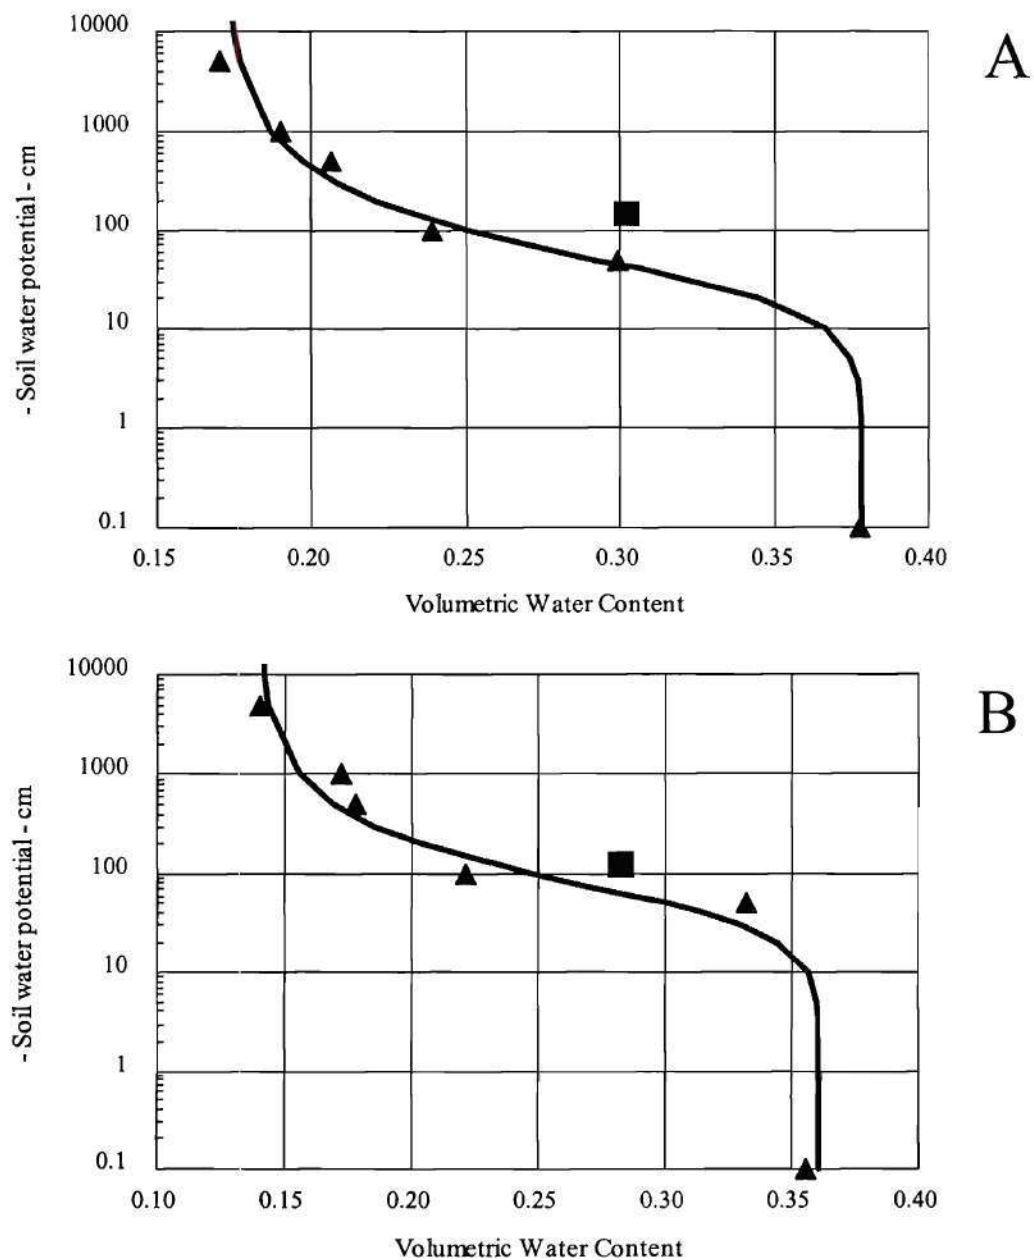 A
10000
1000
100
10
1
0.1
- Soil water potential - cm
0.15 0.20 0.25 0.30 0.35 0.40
Volumetric Water Content
B
10000
1000
100
10
1
0.1
- Soil water potential - cm
0.10 0.15 0.20 0.25 0.30 0.35 0.40
Volumetric Water Content